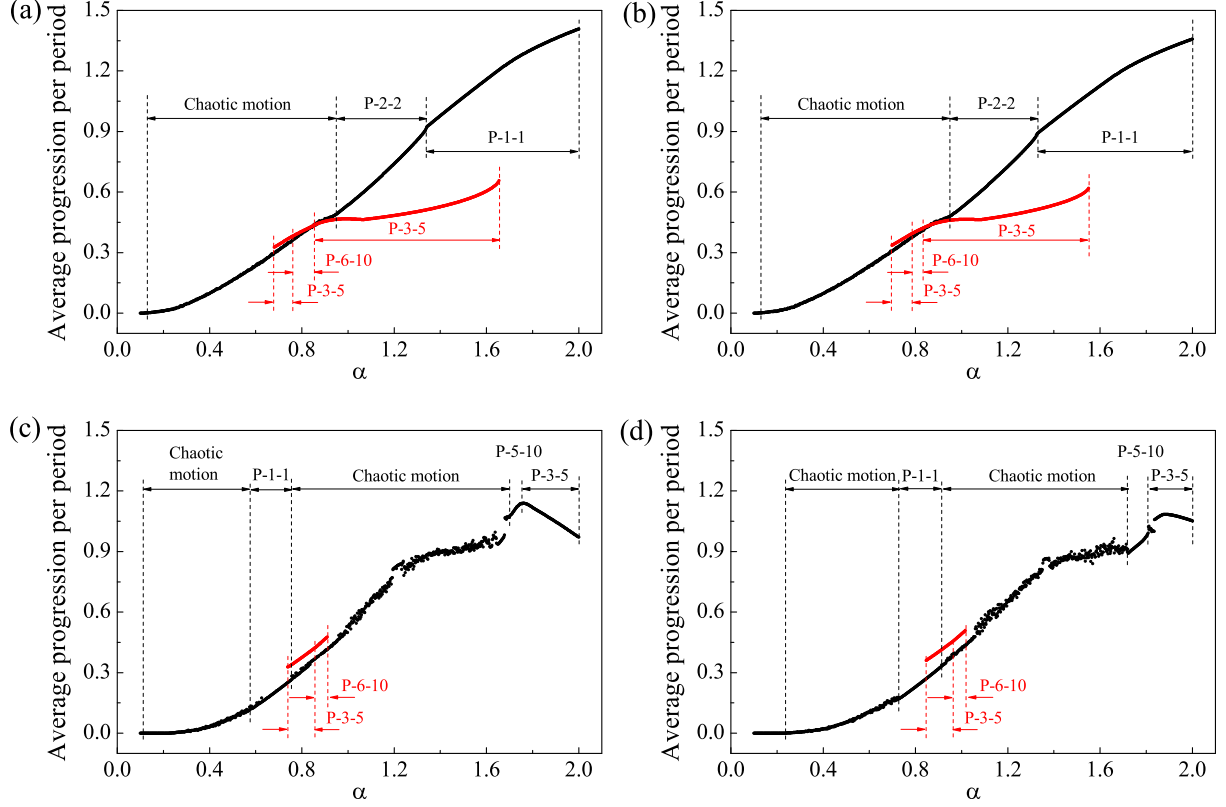 (a)
1.5
1.2
0.9
0.6
0.3
0.0
Average progression per period
Chaotic motion
P-2-2
P-1-1
P-3-5
P-6-10
P-3-5
0.0 0.4 0.8 1.2 1.6 2.0
α
(b)
1.5
1.2
0.9
0.6
0.3
0.0
Average progression per period
Chaotic motion
P-2-2
P-1-1
P-3-5
P-6-10
P-3-5
0.0 0.4 0.8 1.2 1.6 2.0
α
(c)
1.5
1.2
0.9
0.6
0.3
0.0
Average progression per period
Chaotic
motion
P-1-1
Chaotic motion
P-5-10
P-3-5
P-6-10
P-3-5
0.0 0.4 0.8 1.2 1.6 2.0
α
(d)
1.5
1.2
0.9
0.6
0.3
0.0
Average progression per period
Chaotic motion
P-1-1
Chaotic motion
P-5-10
P-3-5
P-6-10
P-3-5
0.0 0.4 0.8 1.2 1.6 2.0
α